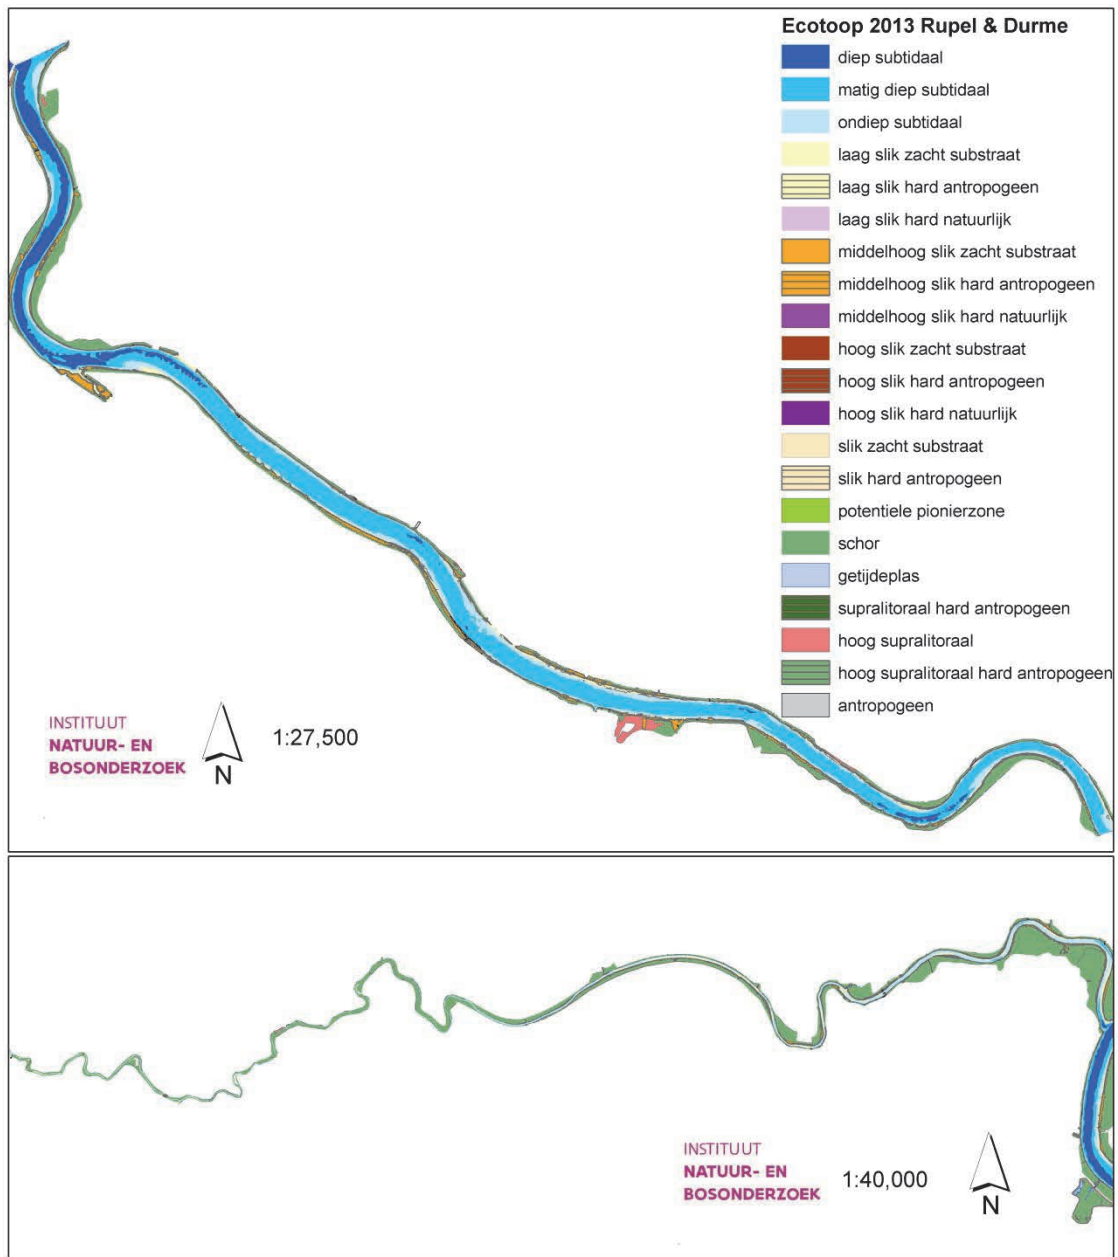 Ecotoop 2013 Rupel & Durme
diep subtidaal
matig diep subtidaal
ondiep subtidaal
laag slik zacht substraat
laag slik hard antropogeen
laag slik hard natuurlijk
middelhoog slik zacht substraat
middelhoog slik hard antropogeen
middelhoog slik hard natuurlijk
hoog slik zacht substraat
hoog slik hard antropogeen
hoog slik hard natuurlijk
slik zacht substraat
slik hard antropogeen
potentiele pionierzone
schor
getijdeplas
supralitoraal hard antropogeen
hoog supralitoraal
hoog supralitoraal hard antropogeen
antropogeen
INSTITUUT
NATUUR- EN
BOSONDERZOEK
N
1:27,500
INSTITUUT
NATUUR- EN
BOSONDERZOEK
1:40,000
N